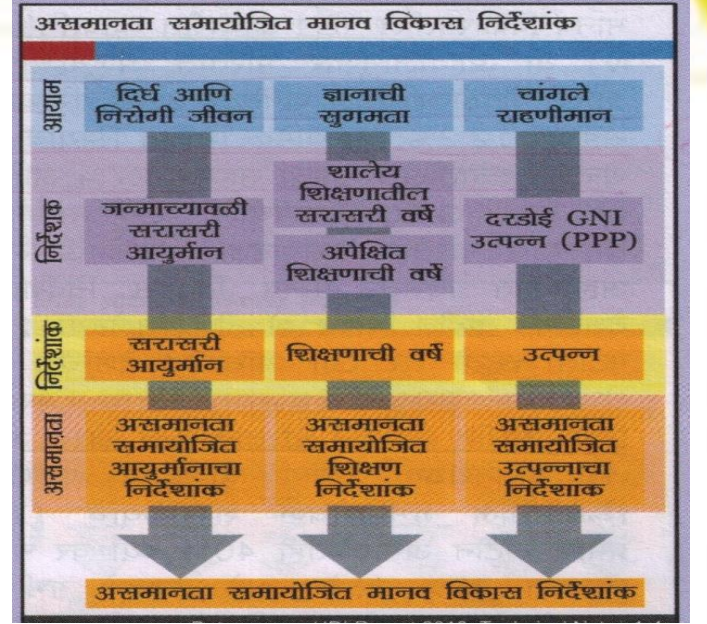 असमानता समायोजित मानव विकास निर्देशांक
आयाम
दिर्घ आणि
निरोगी जीवन
ज्ञानाची
सुगमता
चांगले
राहणीमान
निर्देशक
जन्माच्यावळी
सरासरी
आयुर्मान
शालेय
शिक्षणातील
सरासरी वर्षे
अपेक्षित
शिक्षणाची वर्षे
दरडोई GNI
उत्पन्न (PPP)
निर्देशांक
सरासरी
आयुर्मान
शिक्षणाची वर्षे
उत्पन्न
असमानता
असमानता
समायोजित
आयुर्मानाचा
निर्देशांक
असमानता
समायोजित
शिक्षण
निर्देशांक
असमानता
समायोजित
उत्पन्नाचा
निर्देशांक
असमानता समायोजित मानव विकास निर्देशांक